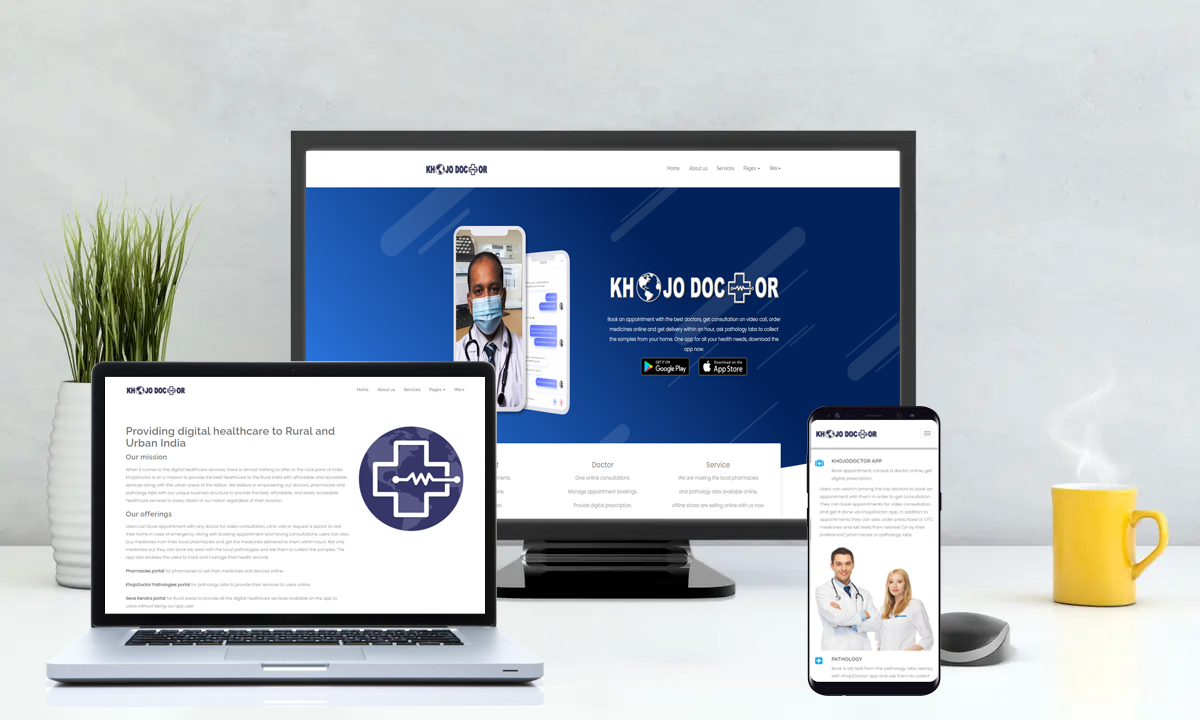 KHOJO DOCTOR
Home About us Services Pages We
KHOJO DOCTOR
Book an appointment with the best doctors, get consultation on video call, order
medicines online and get delivery within an hour, ask pathology labs to collect
the samples from your home. One app for all your health needs, download the
app now.
GET IT ON
Google Play
Download on the
App Store
Doctor
Service
Give online consultations.
We are making the local pharmacies
Manage appointment bookings.
and pathology labs available online,
Provide digital prescription.
offline stores are selling online with us now.
KHOJO DOCTOR
Home About us Services Pages We
Providing digital healthcare to Rural and
Urban India
Our mission
When it comes to the digital healthcare services, there is almost nothing to offer to the rural parts of India.
KhojoDoctor is on a mission to provide the best healthcare to the Rural India with affordable and accessible
services along with the urban areas of the Nation. We believe in empowering our doctors, pharmacies and
pathology labs with our unique business structure to provide the best, affordable, and easily accessible
healthcare services to every citizen of our nation regardless of their location.
Our offerings
Users can book appointment with any doctor for video consultation, clinic visit or request a doctor to visit
their home in case of emergency. Along with booking appointment and having consultations, users can also
buy medicines from their local pharmacies and get the medicines delivered to them within hours. Not only
medicines but they can book lab tests with the local pathologies and ask them to collect the samples. The
app also enables the users to track and manage their health records.
Pharmacies portal for pharmacies to sell their medicines and devices online.
KhojoDoctor Pathologies portal for pathology labs to provide their services to users online.
Seva Kendra portal for Rural areas to provide all the digital healthcare services available on the app to
users without being our app user.
KHOJO DOCTOR
KHOJODOCTOR APP
Book appointment, consult a doctor online, get
digital prescription.
Users can search among the top doctors to book an
appointment with them in order to get consultation.
They can book appointments for video consultation
and get it done via KhojoDoctor app, in addition to
appointments they can also order prescribed or OTC
medicines and lab tests from nearest (or by their
preference) pharmacies or pathology labs.
PATHOLOGY
Book a lab test from the pathology labs nearby
with KhojoDoctor app and ask them to collect